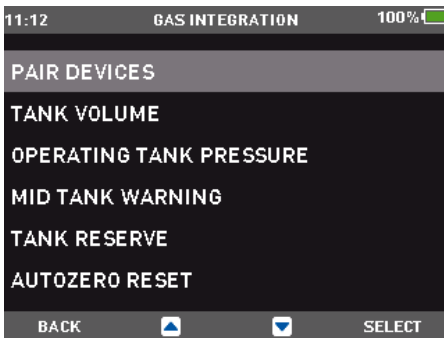 11:12 GAS INTEGRATION 100%
PAIR DEVICES
TANK VOLUME
OPERATING TANK PRESSURE
MID TANK WARNING
TANK RESERVE
AUTOZERO RESET
BACK SELECT